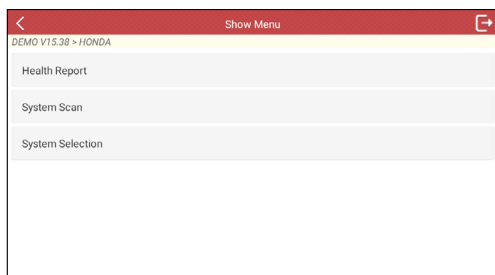 Show Menu
DEMO V15.38 > HONDA
Health Report
System Scan
System Selection